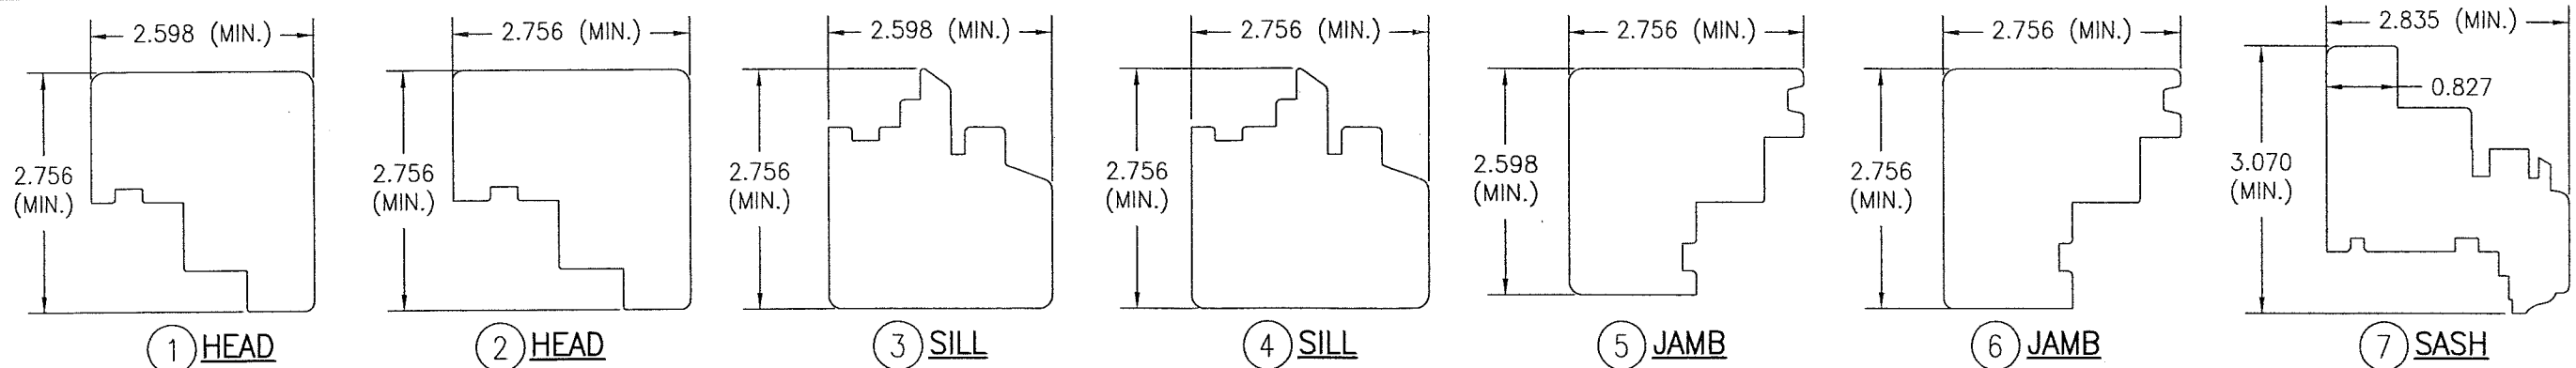 2.598 (MIN.)
2.756
(MIN.)
1 HEAD
2.756 (MIN.)
2.756
(MIN.)
2 HEAD
2.598 (MIN.)
2.756
(MIN.)
3 SILL
2.756 (MIN.)
2.756
(MIN.)
4 SILL
2.756 (MIN.)
2.598
(MIN.)
5 JAMB
2.756 (MIN.)
2.756
(MIN.)
6 JAMB
2.835 (MIN.)
0.827
3.070
(MIN.)
7 SASH